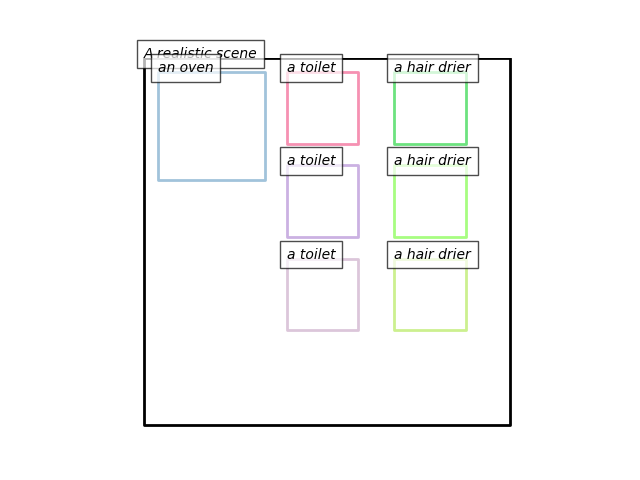 A realistic scene
an oven
a toilet
a hair drier
a toilet
a hair drier
a toilet
a hair drier